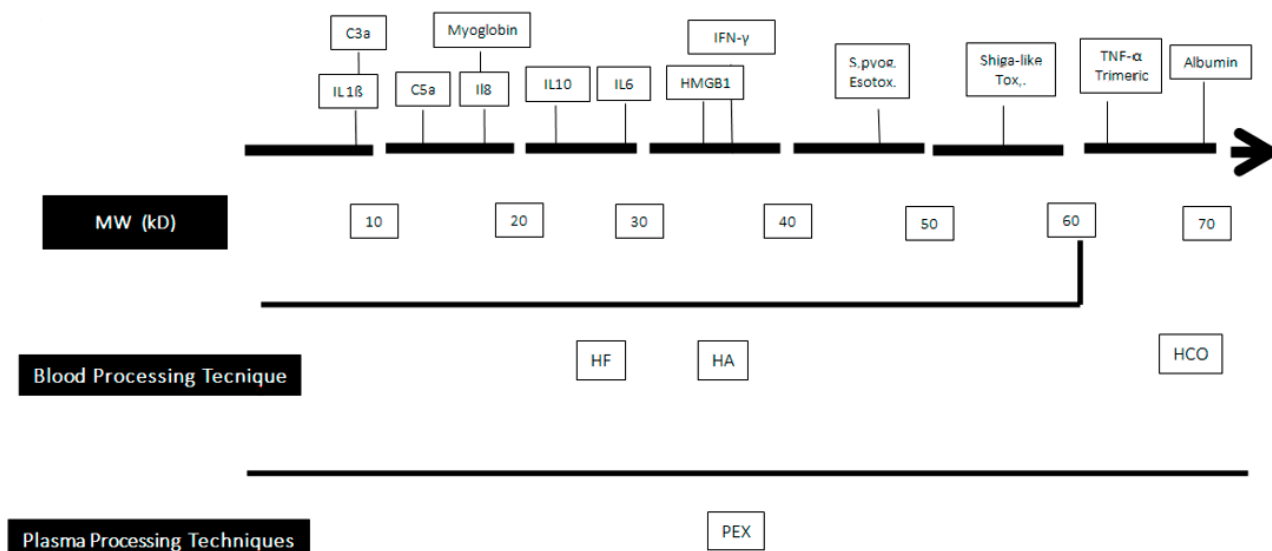 C3a
Myoglobin
IFN-γ
IL1ß
C5a
Il8
IL10
IL6
HMGB1
S.pyog.
Esotox.
Shiga-like
Tox,.
TNF-α
Trimeric
Albumin
MW (kD)
10
20
30
40
50
60
70
Blood Processing Tecnique
HF
HA
HCO
Plasma Processing Techniques
PEX